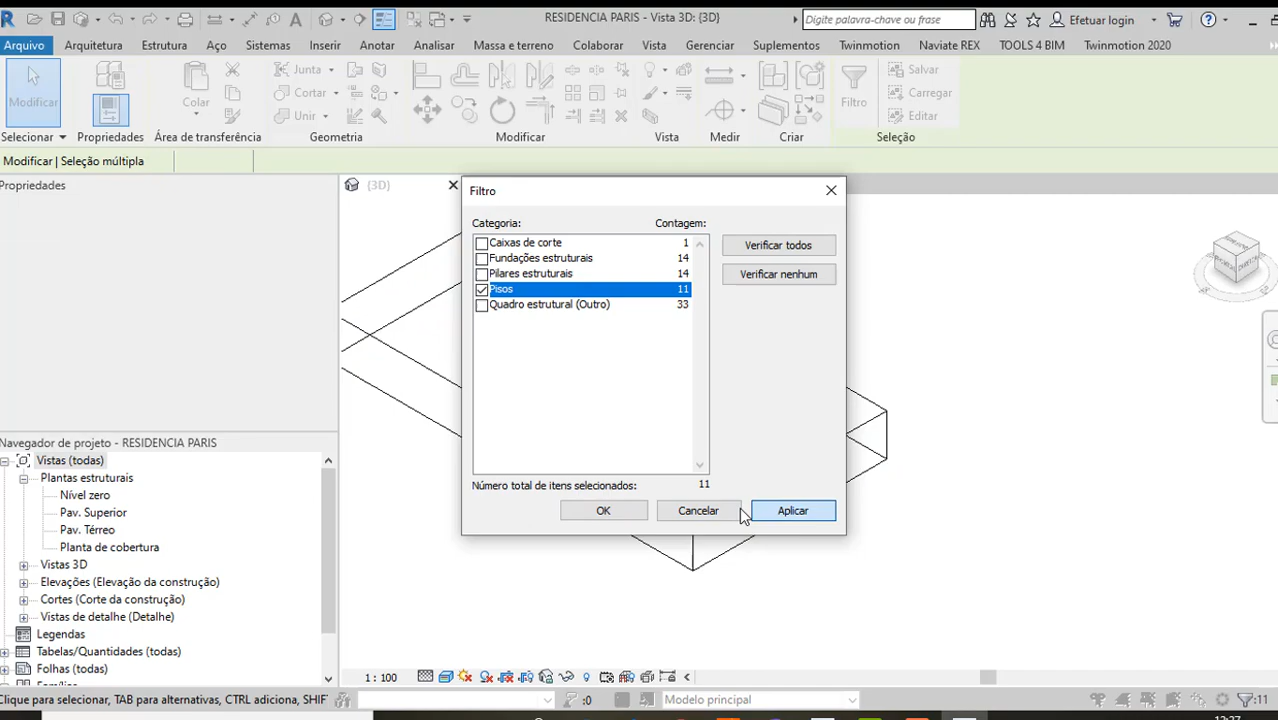 RESIDENCIA PARIS - Vista 3D: {3D}
Digite palavra-chave ou frase
Efetuar login
Arquivo Arquitetura Estrutura Aço Sistemas Inserir Anotar Analisar Massa e terreno Colaborar Vista Gerenciar Suplementos Twinmotion Naviate REX TOOLS 4 BIM Twinmotion 2020
Modificar
Colar
Junta
Cortar
Unir
Filtro
Salvar
Carregar
Editar
Selecionar Propriedades Área de transferência Geometria Modificar Vista Medir Criar Seleção
Modificar | Seleção múltipla
Propriedades
{3D}
Filtro
Categoria: Contagem:
Caixas de corte 1
Fundações estruturais 14
Pilares estruturais 14
Pisos 11
Quadro estrutural (Outro) 33
Verificar todos
Verificar nenhum
Número total de itens selecionados: 11
OK Cancelar Aplicar
Navegador de projeto - RESIDENCIA PARIS
Vistas (todas)
Plantas estruturais
Nível zero
Pav. Superior
Pav. Térreo
Planta de cobertura
Vistas 3D
Elevações (Elevação da construção)
Cortes (Corte da construção)
Vistas de detalhe (Detalhe)
Legendas
Tabelas/Quantidades (todas)
Folhas (todas)
1 : 100
Clique para selecionar, TAB para alternativas, CTRL adiciona, SHIF
:0
Modelo principal
:11